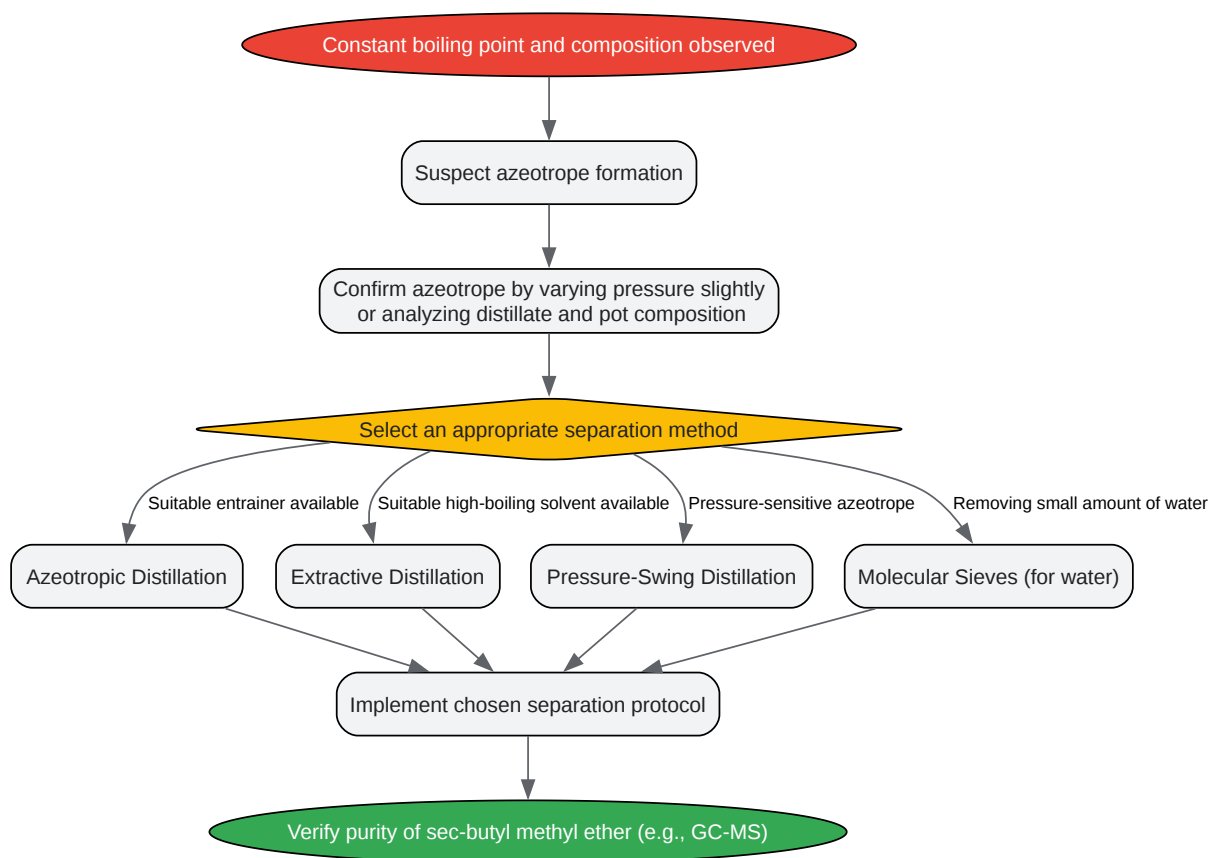 Constant boiling point and composition observed
Suspect azeotrope formation
Confirm azeotrope by varying pressure slightly
or analyzing distillate and pot composition
Select an appropriate separation method
Suitable entrainer available
Suitable high-boiling solvent available
Pressure-sensitive azeotrope
Removing small amount of water
Azeotropic Distillation
Extractive Distillation
Pressure-Swing Distillation
Molecular Sieves (for water)
Implement chosen separation protocol
Verify purity of sec-butyl methyl ether (e.g., GC-MS)